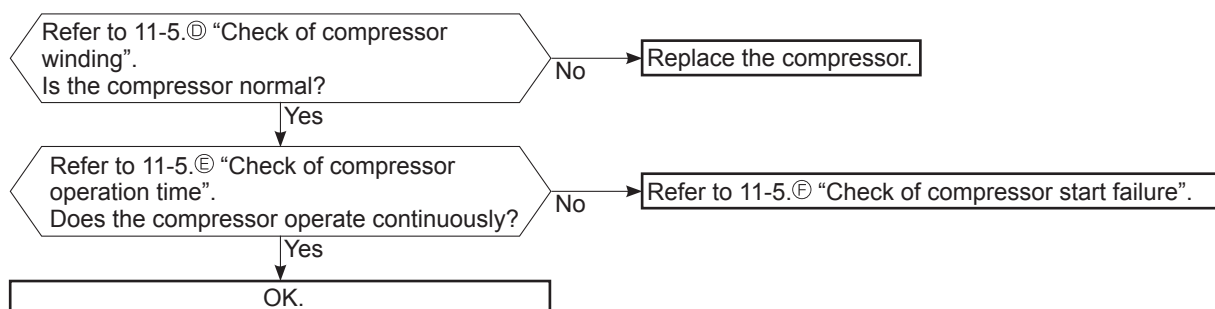 Refer to 11-5.Ⓓ “Check of compressor
winding”.
Is the compressor normal?
No
Replace the compressor.
Yes
Refer to 11-5.Ⓔ “Check of compressor
operation time”.
Does the compressor operate continuously?
No
Refer to 11-5.Ⓕ “Check of compressor start failure”.
Yes
OK.